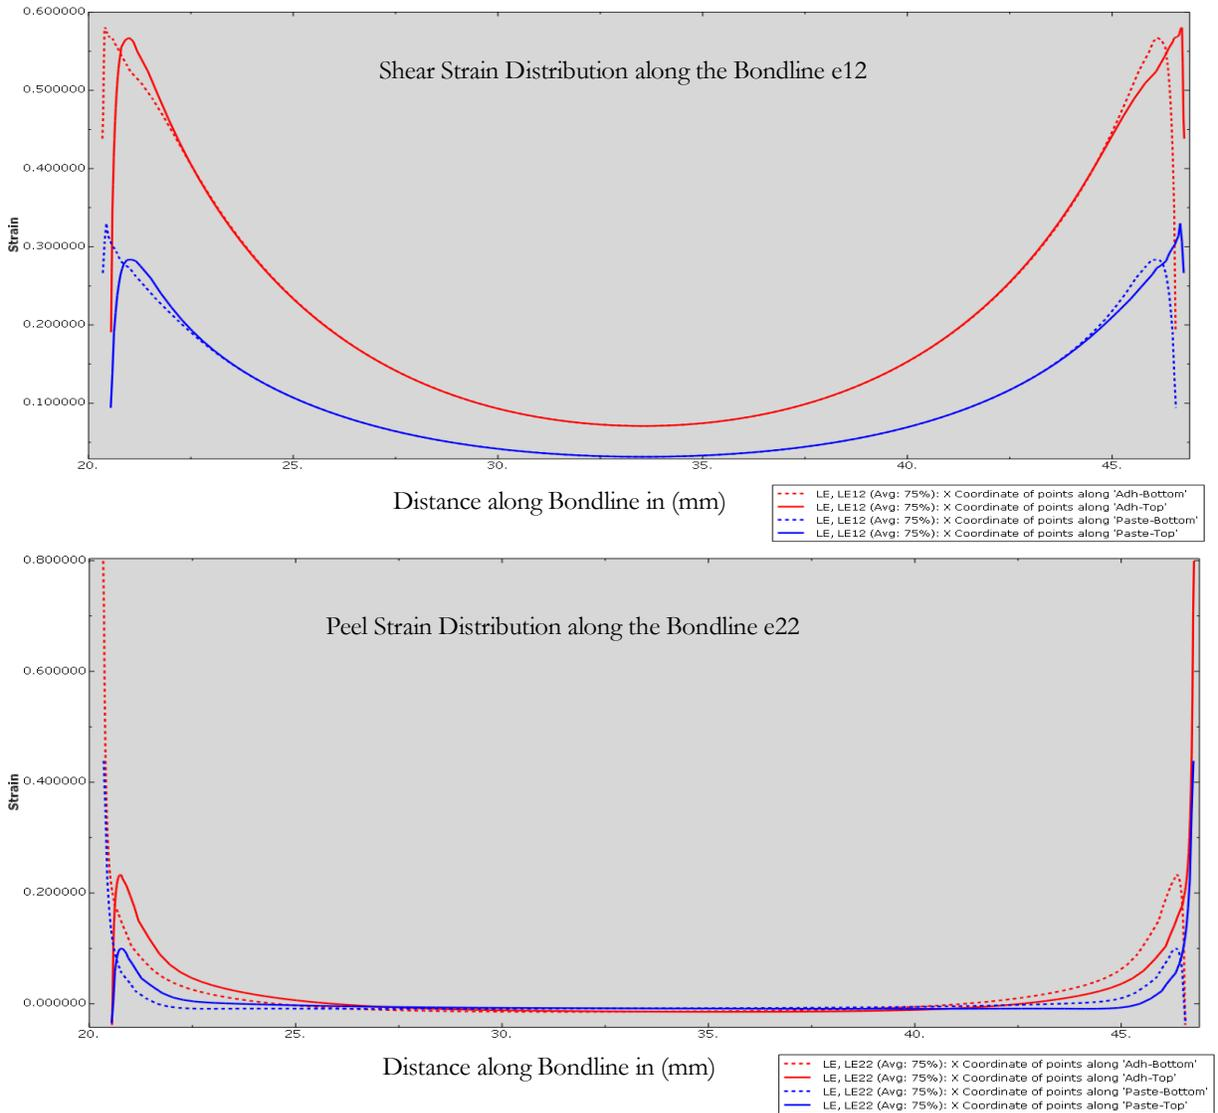 0.600000
Shear Strain Distribution along the Bondline e12
0.500000
0.400000
0.300000
Strain
0.200000
0.100000
20. 25. 30. 35. 40. 45.
Distance along Bondline in (mm)
LE, LE12 (Avg: 75%): X Coordinate of points along 'Adh-Bottom'
LE, LE12 (Avg: 75%): X Coordinate of points along 'Adh-Top'
LE, LE12 (Avg: 75%): X Coordinate of points along 'Paste-Bottom'
LE, LE12 (Avg: 75%): X Coordinate of points along 'Paste-Top'
0.800000
Peel Strain Distribution along the Bondline e22
0.600000
0.400000
Strain
0.200000
0.000000
20. 25. 30. 35. 40. 45.
Distance along Bondline in (mm)
LE, LE22 (Avg: 75%): X Coordinate of points along 'Adh-Bottom'
LE, LE22 (Avg: 75%): X Coordinate of points along 'Adh-Top'
LE, LE22 (Avg: 75%): X Coordinate of points along 'Paste-Bottom'
LE, LE22 (Avg: 75%): X Coordinate of points along 'Paste-Top'